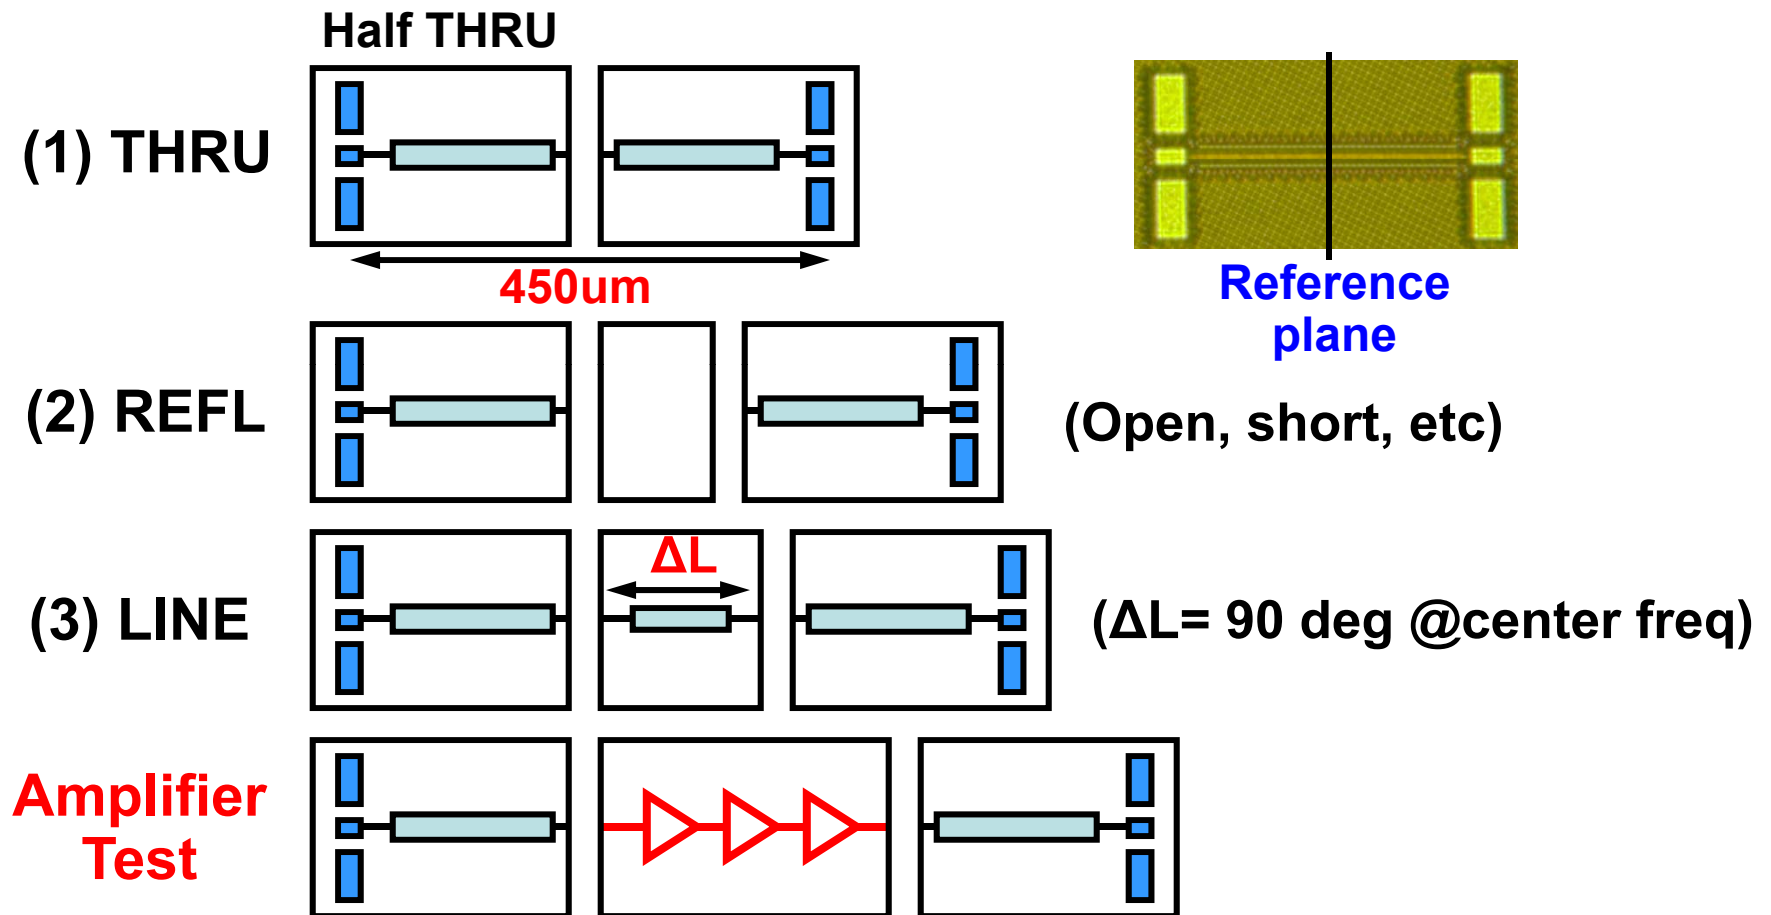 Half THRU
(1) THRU
450um
Reference
plane
(2) REFL
(Open, short, etc)
(3) LINE
ΔL
(ΔL= 90 deg @center freq)
Amplifier
Test